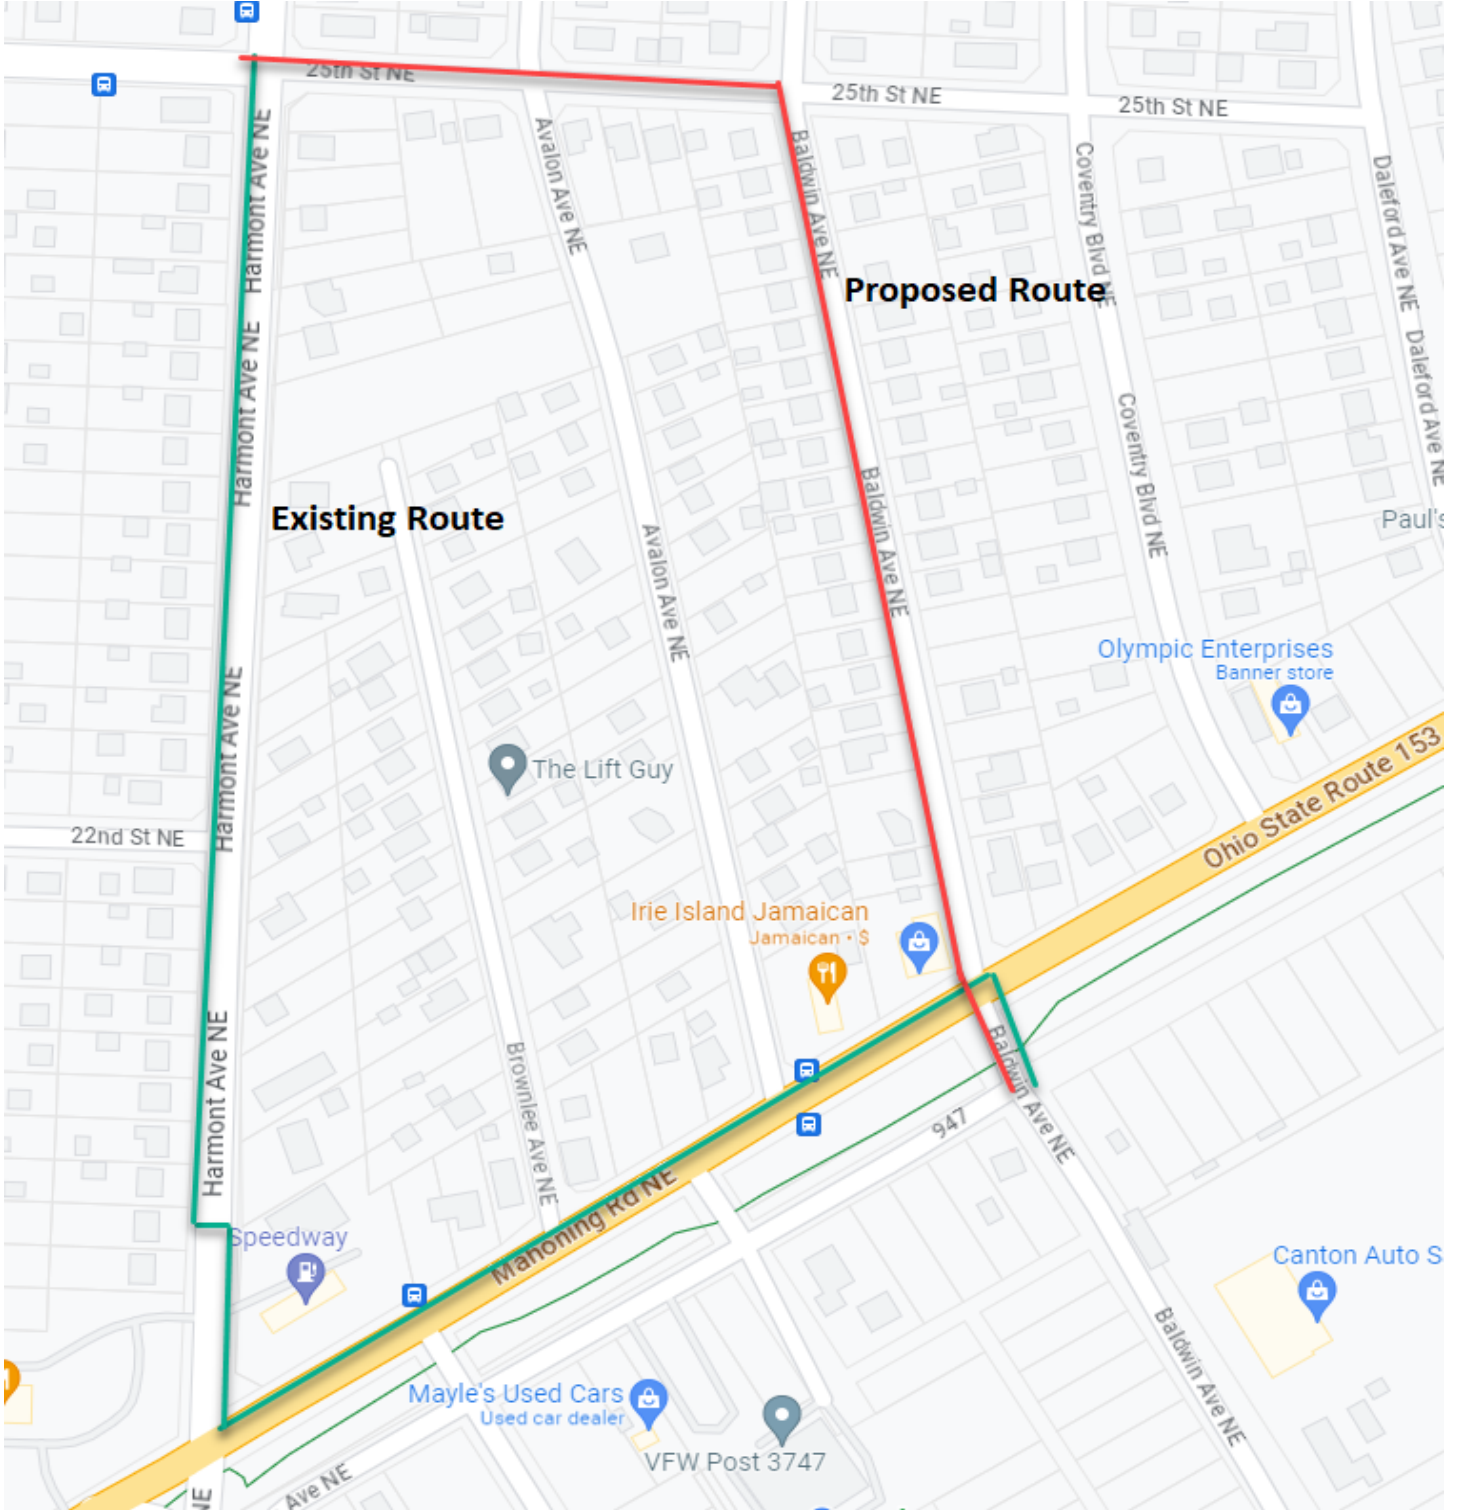 25th St NE
25th St NE
25th St NE
Harmont Ave NE
Avalon Ave NE
Baldwin Ave NE
Coventry Blvd NE
Daleford Ave NE
Proposed Route
Harmont Ave NE
Daleford Ave NE
Coventry Blvd NE
Baldwin Ave NE
Existing Route
Paul's
Avalon Ave NE
Olympic Enterprises
Banner store
Harmont Ave NE
The Lift Guy
Ohio State Route 153
22nd St NE
Irie Island Jamaican
Jamaican • $
Harmont Ave NE
Brownlee Ave NE
Baldwin Ave NE
947
Mahoning Rd NE
Speedway
Canton Auto S
Baldwin Ave NE
Mayle's Used Cars
Used car dealer
VFW Post 3747
Ave NE
NE